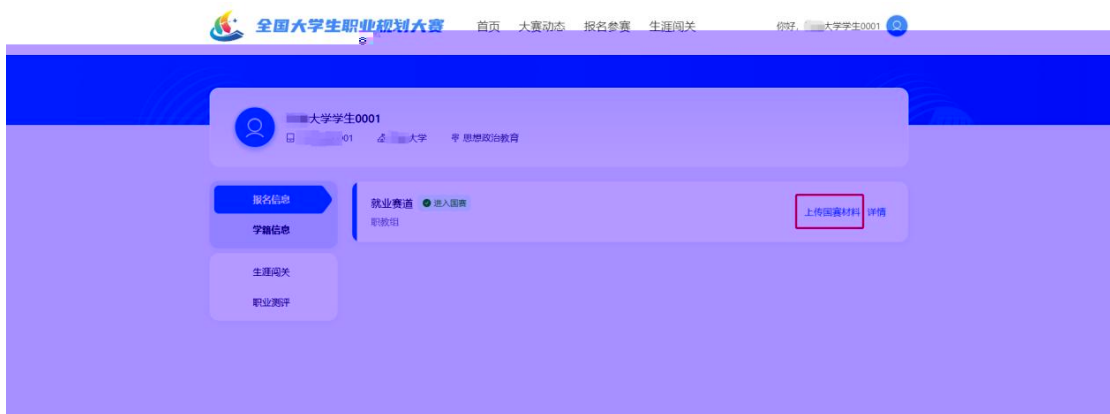 全国大学生职业规划大赛 首页 大赛动态 报名参赛 生涯闯关 你好, 大学学生0001
大学学生0001
01 大学 思想政治教育
报名信息
学籍信息
生涯闯关
职业测评
就业赛道 进入国赛
职教组
上传国赛材料 详情